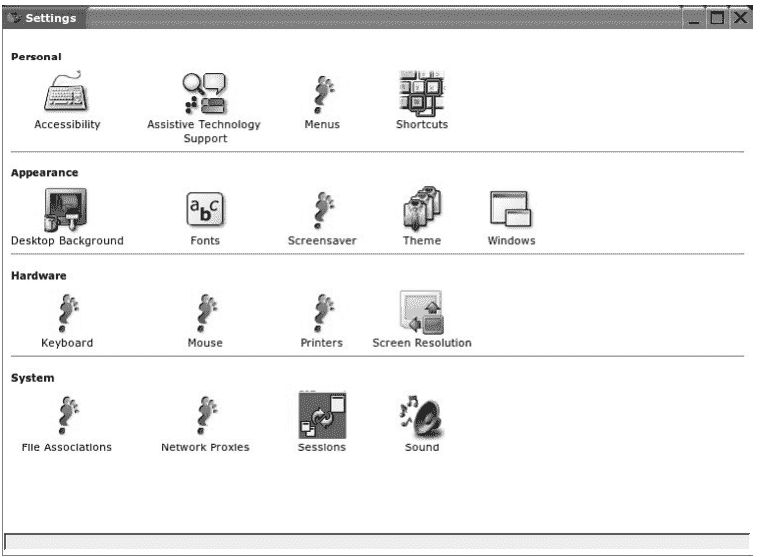 Settings
Personal
Accessibility
Assistive Technology
Support
Menus
Shortcuts
Appearance
Desktop Background
abc
Fonts
Screensaver
Theme
Windows
Hardware
Keyboard
Mouse
Printers
Screen Resolution
System
File Associations
Network Proxies
Sessions
Sound